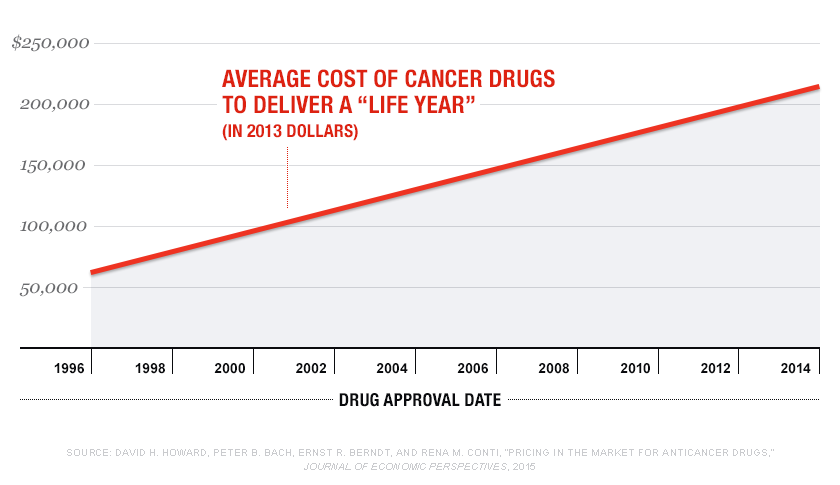 $250,000
AVERAGE COST OF CANCER DRUGS
200,000
TO DELIVER A “LIFE YEAR”
(IN 2013 DOLLARS)
150,000
100,000
50,000
1996 1998 2000 2002 2004 2006 2008 2010 2012 2014
DRUG APPROVAL DATE
SOURCE: DAVID H. HOWARD, PETER B. BACH, ERNST R. BERNDT, AND RENA M. CONTI, "PRICING IN THE MARKET FOR ANTICANCER DRUGS,"
JOURNAL OF ECONOMIC PERSPECTIVES, 2015